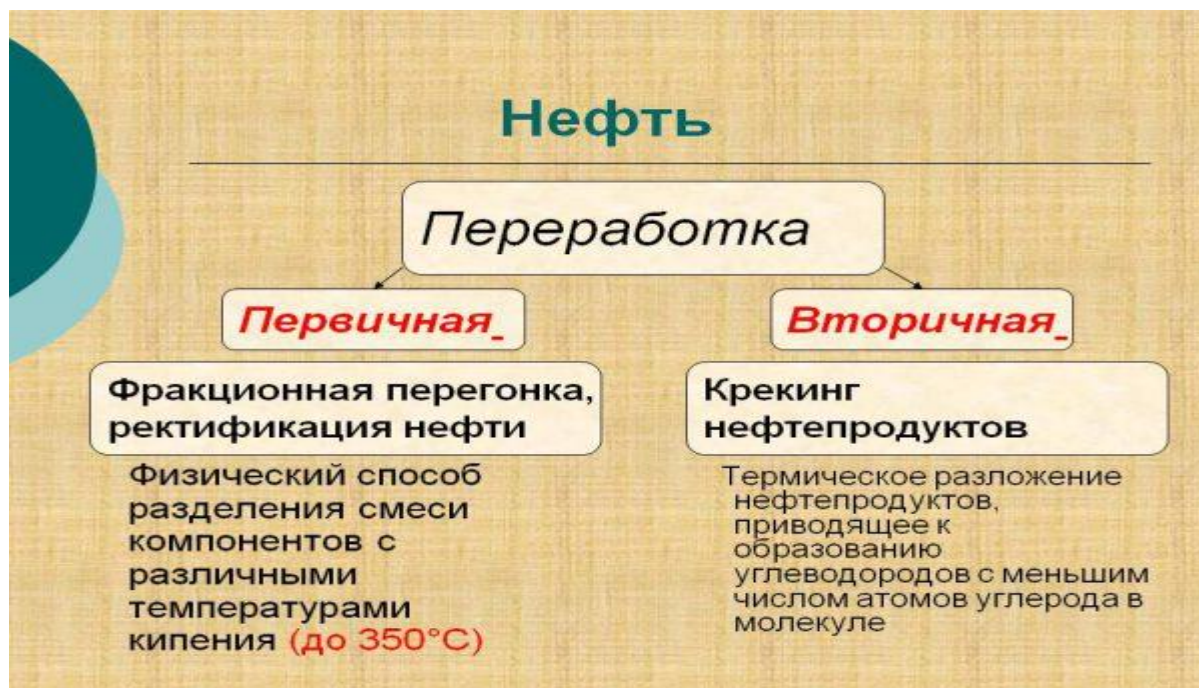 Нефть
Переработка
Первичная
Вторичная
Фракционная перегонка,
ректификация нефти
Физический способ
разделения смеси
компонентов с
различными
температурами
кипения (до 350°С)
Крекинг
нефтепродуктов
Термическое разложение
нефтепродуктов,
приводящее к
образованию
углеводородов с меньшим
числом атомов углерода в
молекуле